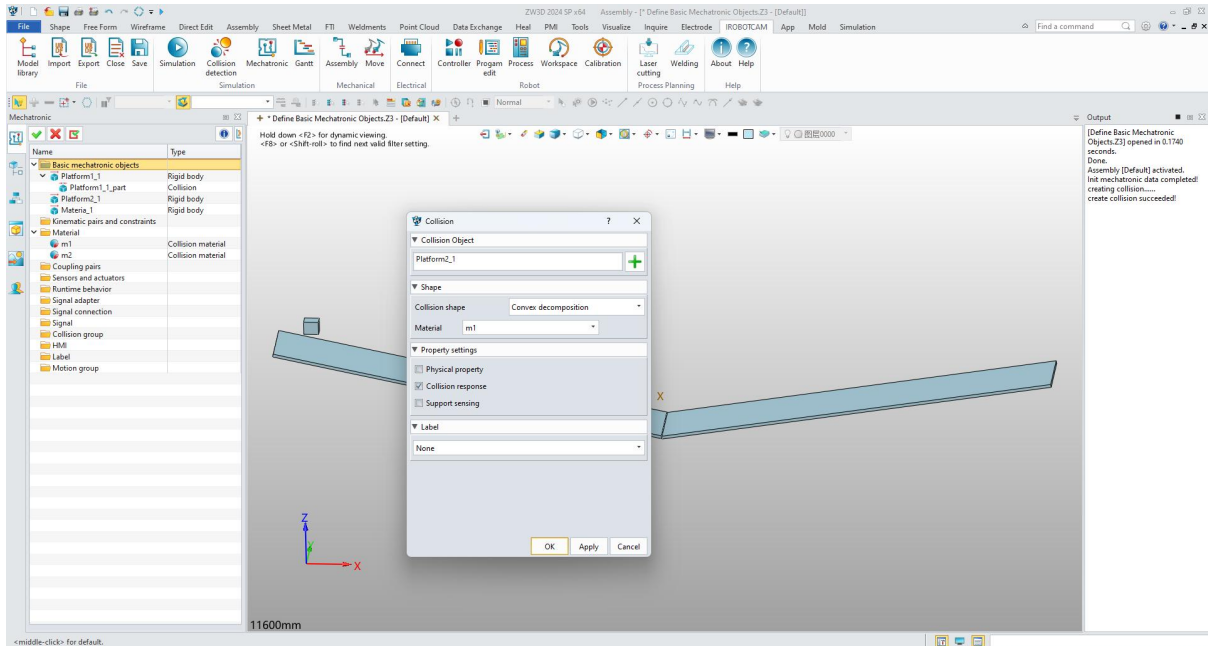 ZW3D 2024 SP x64 Assembly - [* Define Basic Mechatronic Objects.Z3 - [Default]]
File Shape Free Form Wireframe Direct Edit Assembly Sheet Metal FTI Weldments Point Cloud Data Exchange Heal PMI Tools Visualize Inquire Electrode IROBOTCAM App Mold Simulation Find a command
Model library Import Export Close Save Simulation Collision detection Mechatronic Gantt Assembly Move Connect Controller Progam edit Process Workspace Calibration Laser cutting Welding About Help
File Simulation Mechanical Electrical Robot Process Planning Help
Normal
Mechatronic
* Define Basic Mechatronic Objects.Z3 - [Default]
Output
Hold down <F2> for dynamic viewing.
<F8> or <Shift-roll> to find next valid filter setting.
图层0000
[Define Basic Mechatronic
Objects.Z3] opened in 0.1740
seconds.
Done.
Assembly [Default] activated.
Init mechatronic data completed!
creating collision......
create collision succeeded!
Name Type
Basic mechatronic objects
Platform1_1 Rigid body
Platform1_1_part Collision
Platform2_1 Rigid body
Materia_1 Rigid body
Kinematic pairs and constraints
Material
m1 Collision material
m2 Collision material
Coupling pairs
Sensors and actuators
Runtime behavior
Signal adapter
Signal connection
Signal
Collision group
HMI
Label
Motion group
Collision ? X
Collision Object
Platform2_1
Shape
Collision shape Convex decomposition
Material m1
Property settings
Physical property
Collision response
Support sensing
Label
None
OK Apply Cancel
X
Z
Y
X
11600mm
<middle-click> for default.